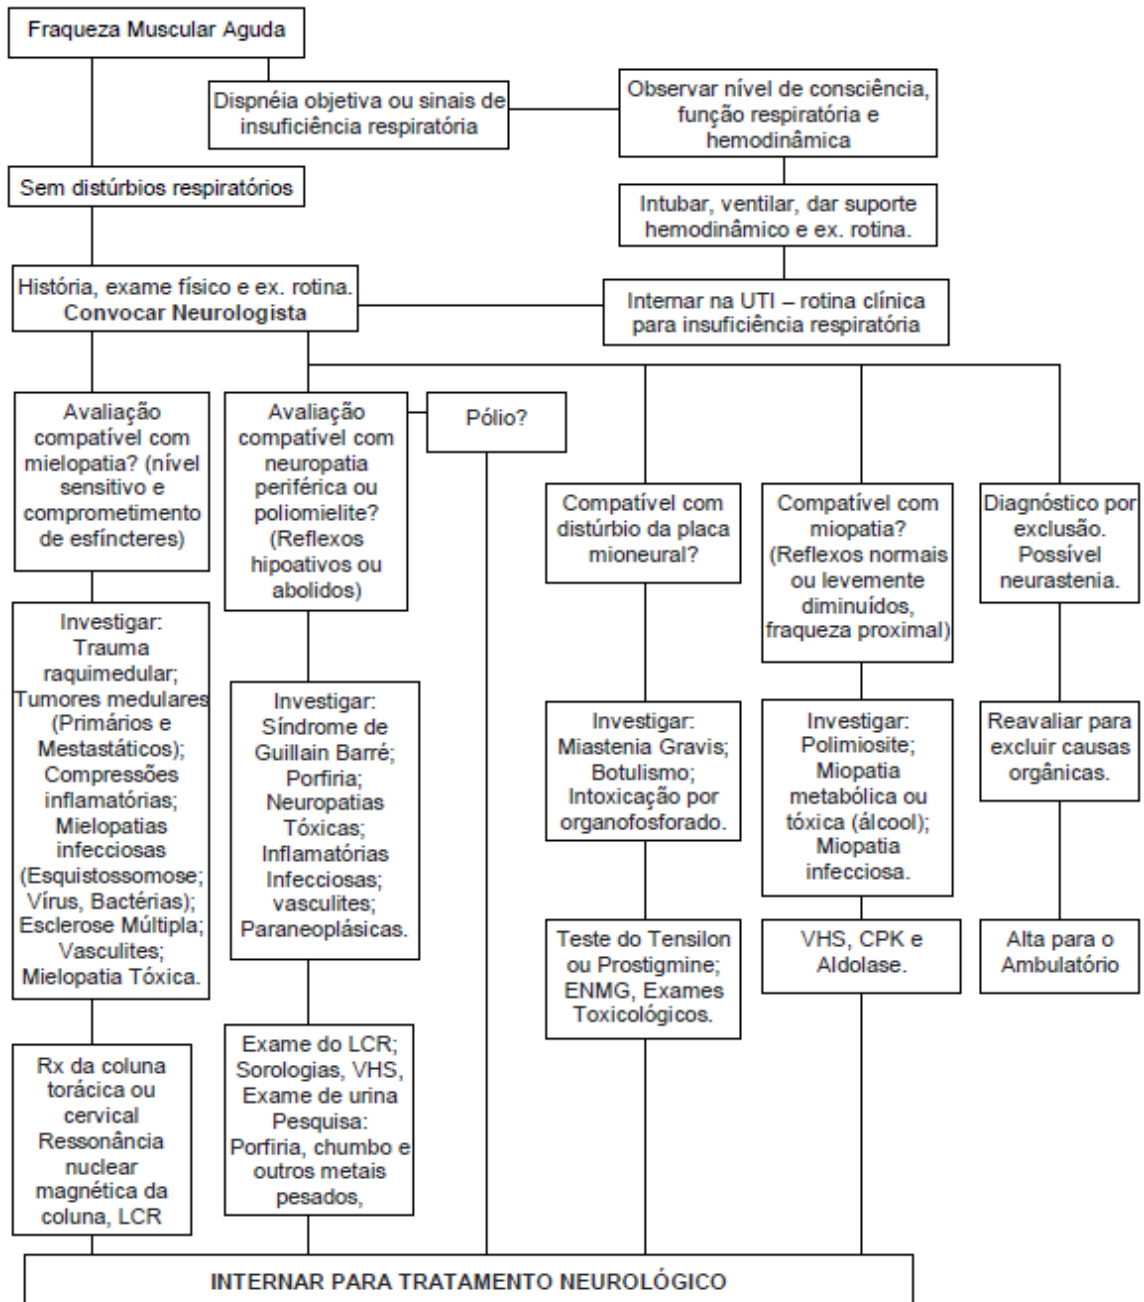 Fraqueza Muscular Aguda
Dispnéia objetiva ou sinais de
insuficiência respiratória
Observar nível de consciência,
função respiratória e
hemodinâmica
Sem distúrbios respiratórios
Intubar, ventilar, dar suporte
hemodinâmico e ex. rotina.
História, exame físico e ex. rotina.
Convocar Neurologista
Internar na UTI – rotina clínica
para insuficiência respiratória
Avaliação
compatível com
mielopatia? (nível
sensitivo e
comprometimento
de esfíncteres)
Avaliação
compatível com
neuropatia
periférica ou
poliomielite?
(Reflexos
hipoativos ou
abolidos)
Pólio?
Compatível com
distúrbio da placa
mioneural?
Compatível com
miopatia?
(Reflexos normais
ou levemente
diminuídos,
fraqueza proximal)
Diagnóstico por
exclusão.
Possível
neurastenia.
Investigar:
Trauma
raquimedular;
Tumores medulares
(Primários e
Mestastáticos);
Compressões
inflamatórias;
Mielopatias
infecciosas
(Esquistossomose;
Vírus, Bactérias);
Esclerose Múltipla;
Vasculites;
Mielopatia Tóxica.
Investigar:
Síndrome de
Guillain Barré;
Porfiria;
Neuropatias
Tóxicas;
Inflamatórias
Infecciosas;
vasculites;
Paraneoplásicas.
Investigar:
Miastenia Gravis;
Botulismo;
Intoxicação por
organofosforado.
Investigar:
Polimiosite;
Miopatia
metabólica ou
tóxica (álcool);
Miopatia
infecciosa.
Reavaliar para
excluir causas
orgânicas.
Teste do Tensilon
ou Prostigmine;
ENMG, Exames
Toxicológicos.
VHS, CPK e
Aldolase.
Alta para o
Ambulatório
Rx da coluna
torácica ou
cervical
Ressonância
nuclear
magnética da
coluna, LCR
Exame do LCR;
Sorologias, VHS,
Exame de urina
Pesquisa:
Porfiria, chumbo e
outros metais
pesados,
INTERNAR PARA TRATAMENTO NEUROLÓGICO